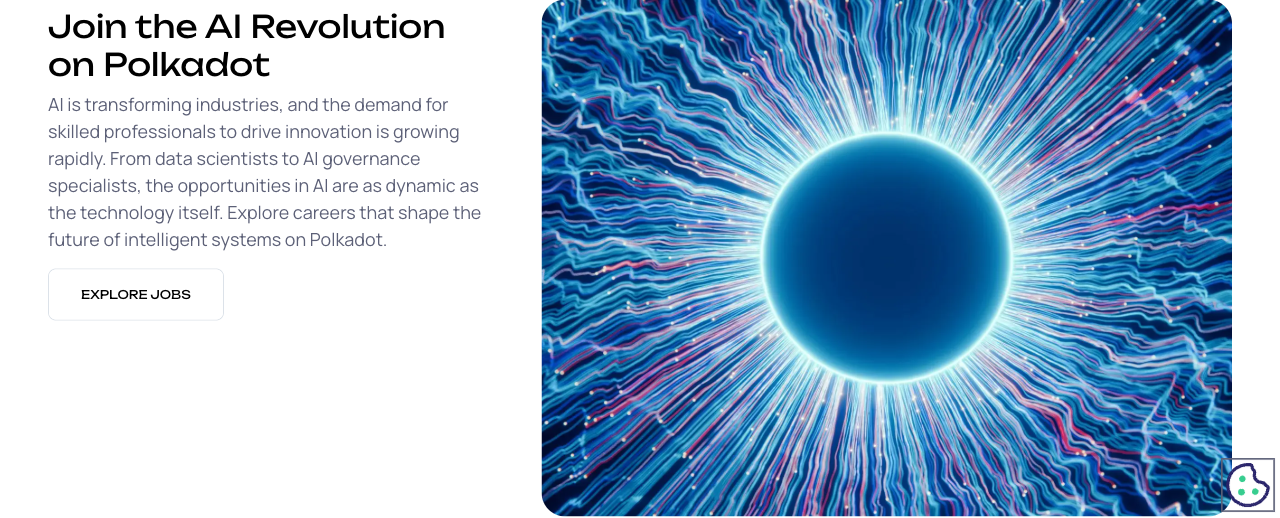 Join the AI Revolution
on Polkadot
AI is transforming industries, and the demand for
skilled professionals to drive innovation is growing
rapidly. From data scientists to AI governance
specialists, the opportunities in AI are as dynamic as
the technology itself. Explore careers that shape the
future of intelligent systems on Polkadot.
EXPLORE JOBS